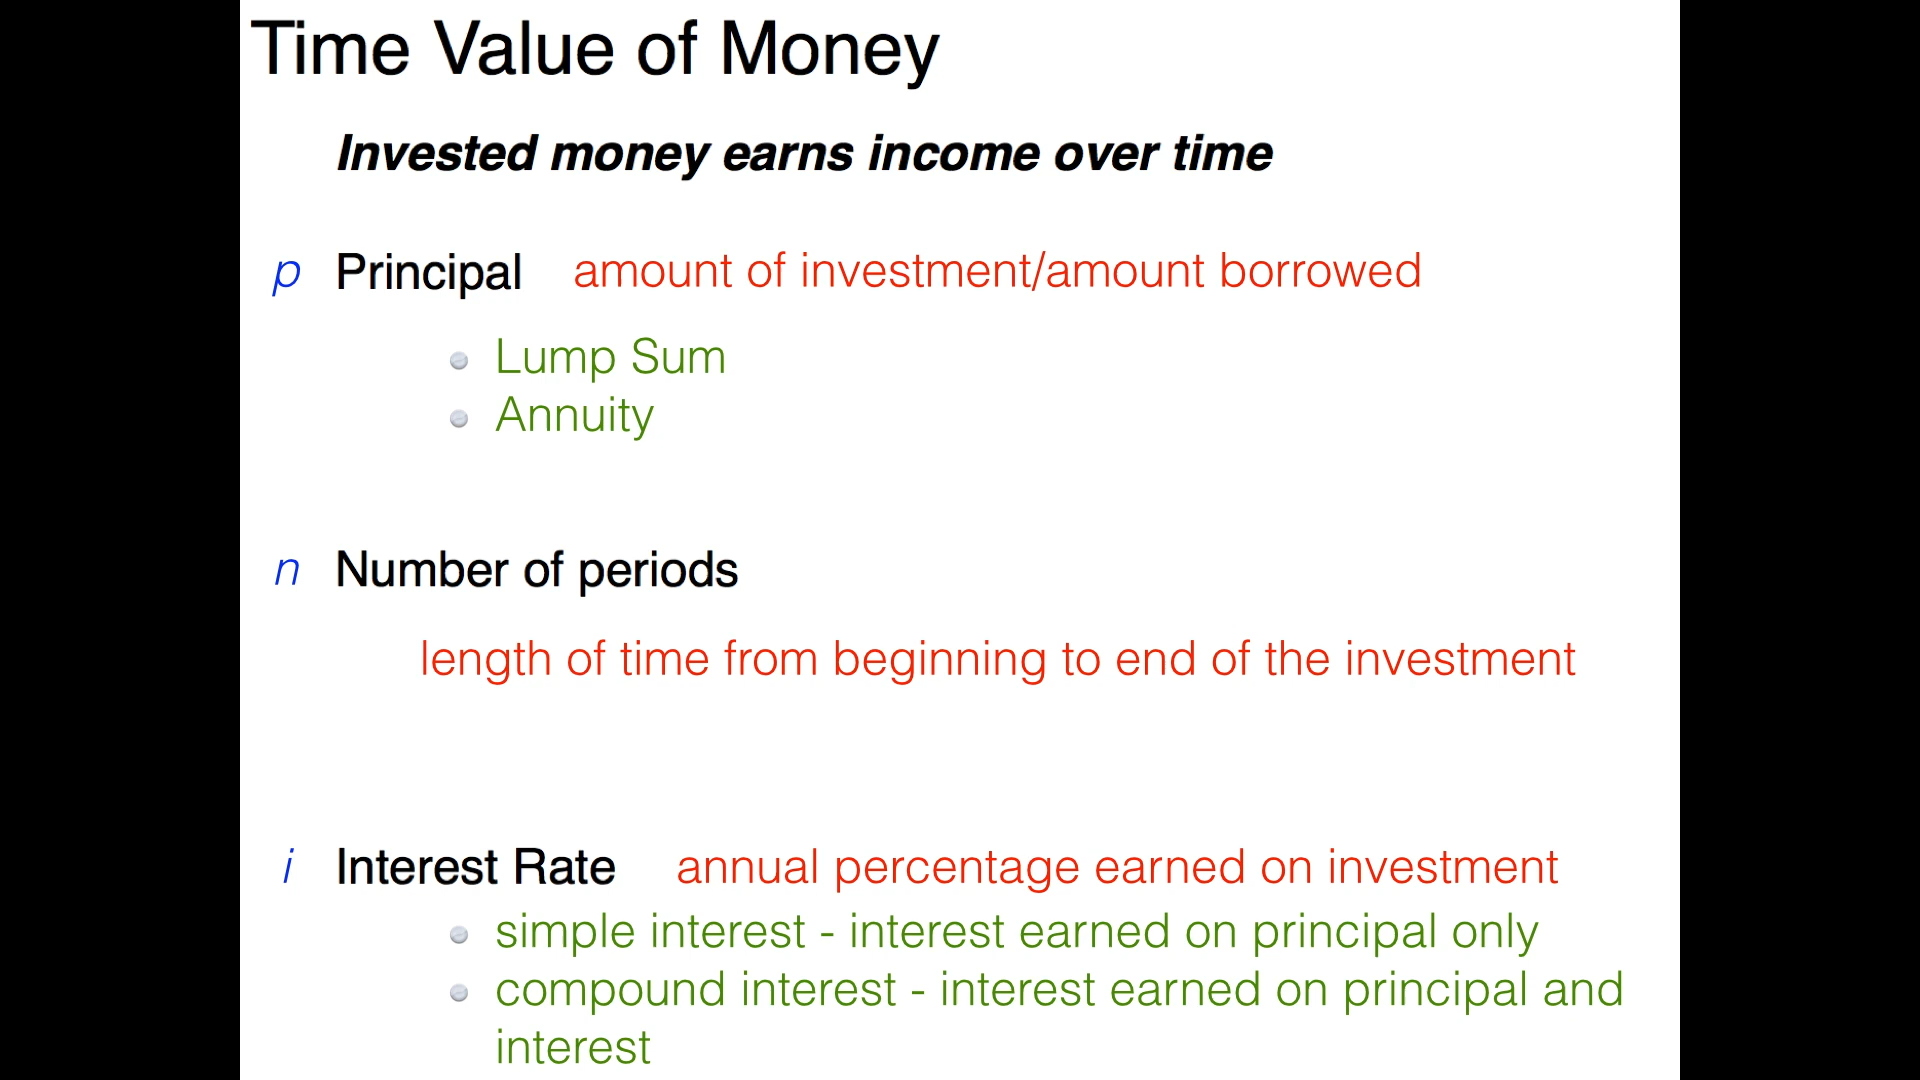 Time Value of Money
Invested money earns income over time
p Principal amount of investment/amount borrowed
Lump Sum
Annuity
n Number of periods
length of time from beginning to end of the investment
i Interest Rate annual percentage earned on investment
simple interest - interest earned on principal only
compound interest - interest earned on principal and
interest